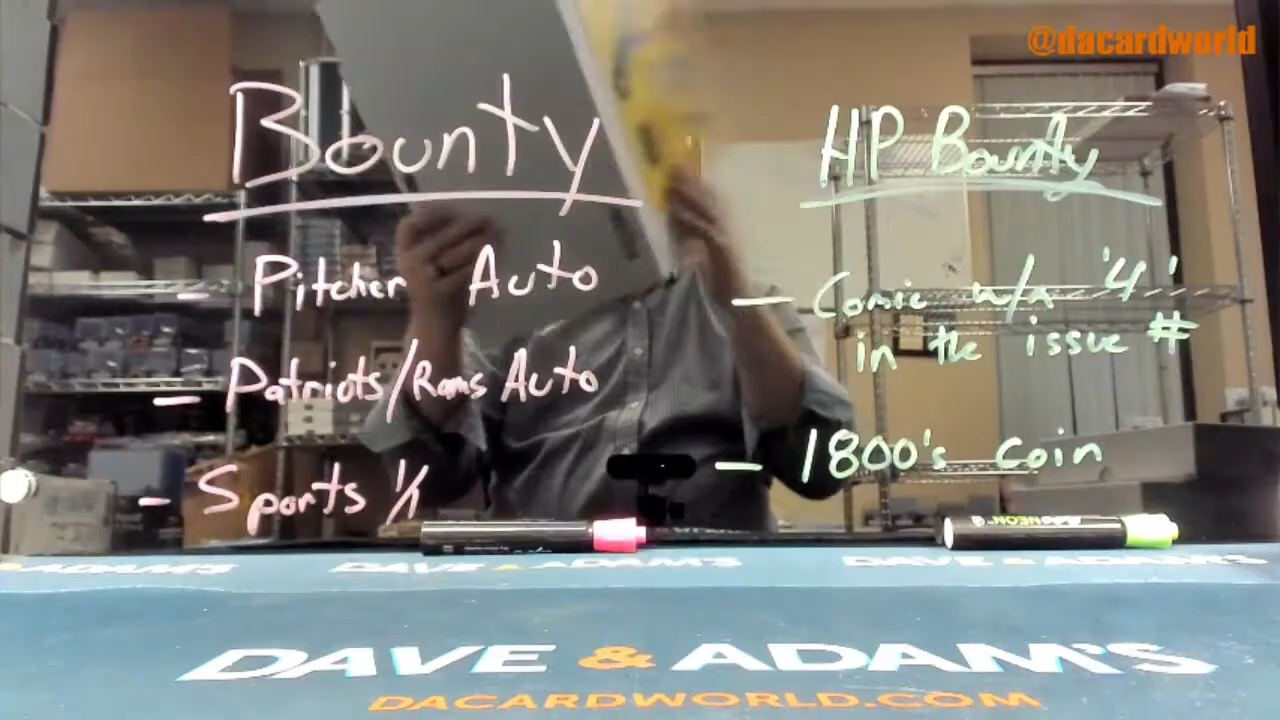 @dacardworld
Bounty
- Pitcher Auto
- Patriots/Rams Auto
- Sports 1/1
HP Bounty
- Comic w/a '4'
in the issue #
- 1800's Coin
NEON
ADAM'S
DAVE & ADAM'S
DAVE & ADAM'S
DAVE & ADAM'S
DACARDWORLD.COM